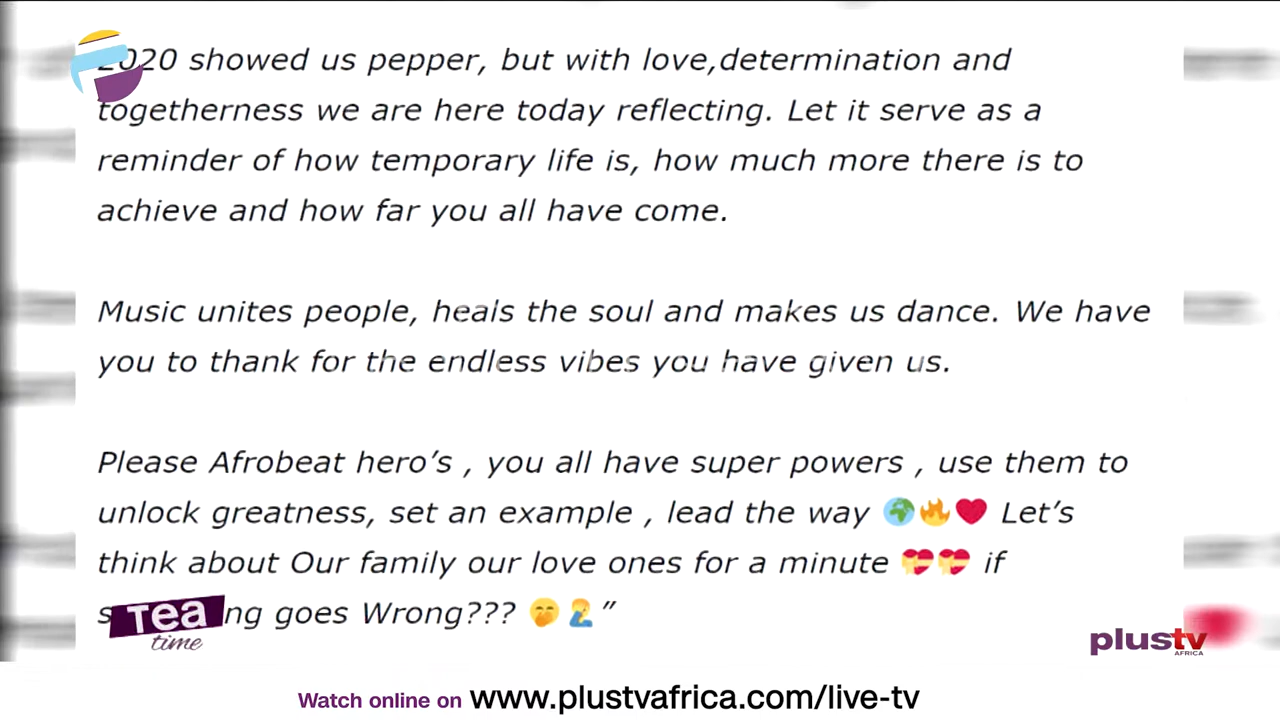 2020 showed us pepper, but with love,determination and
togetherness we are here today reflecting. Let it serve as a
reminder of how temporary life is, how much more there is to
achieve and how far you all have come.
Music unites people, heals the soul and makes us dance. We have
you to thank for the endless vibes you have given us.
Please Afrobeat hero’s , you all have super powers , use them to
unlock greatness, set an example , lead the way 🌍🔥❤️ Let’s
think about Our family our love ones for a minute 💝💝 if
goes Wrong??? 🤭🤦‍♂️”
Tea
time
plustv
AFRICA
Watch online on www.plustvafrica.com/live-tv